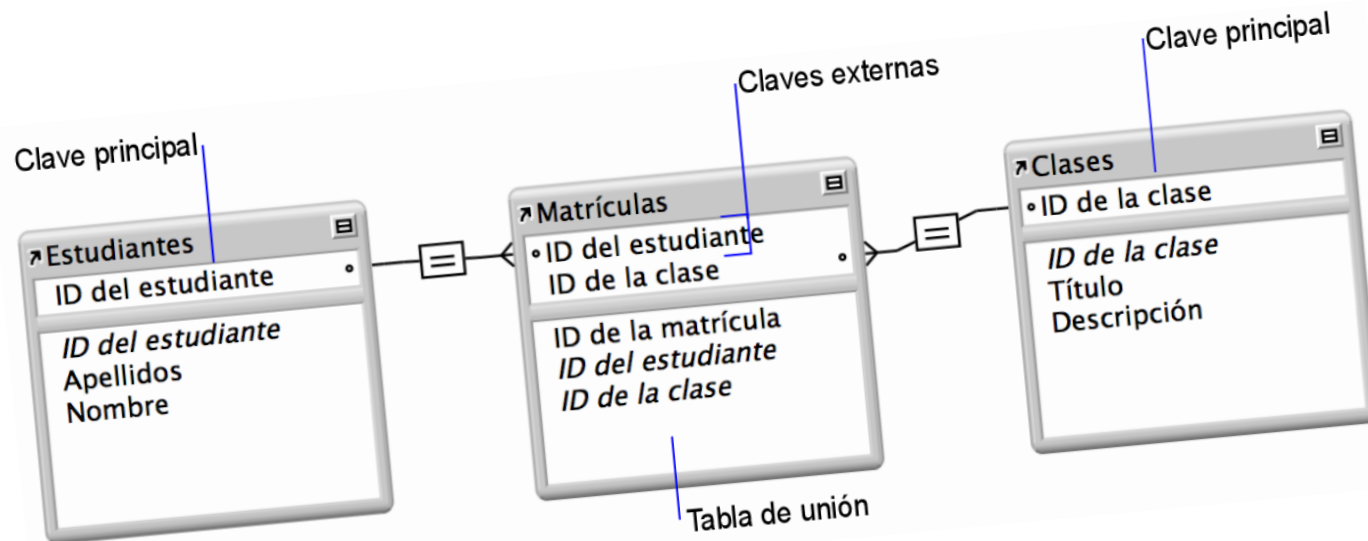 Clave principal
Estudiantes
ID del estudiante
ID del estudiante
Apellidos
Nombre
Claves externas
Matrículas
ID del estudiante
ID de la clase
ID de la matrícula
ID del estudiante
ID de la clase
Tabla de unión
Clave principal
Clases
ID de la clase
ID de la clase
Título
Descripción